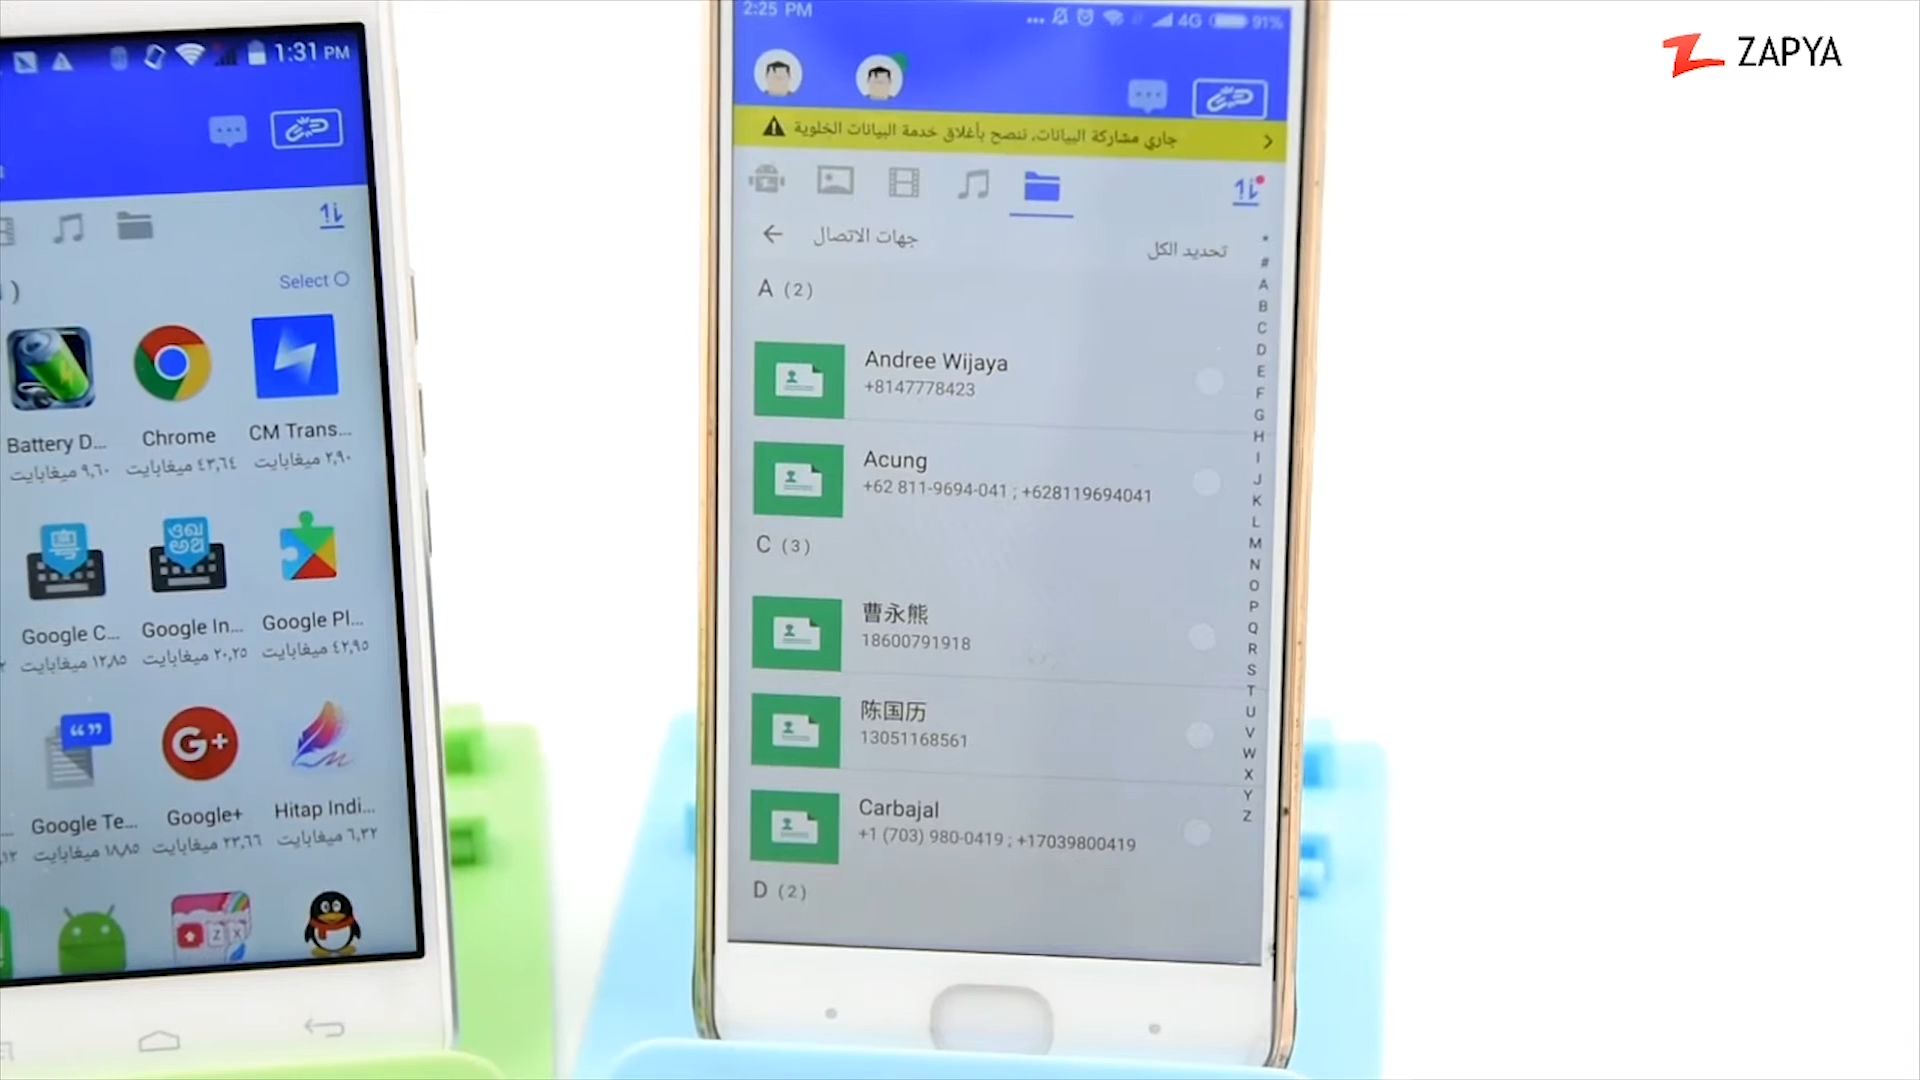 1:31 PM
Select
Battery D...
Chrome
CM Trans...
٩,٦٠ ميغابايت
٤٣,٦٤ ميغابايت
٢,٩٠ ميغابايت
Google C...
Google In...
Google Pl...
١٢,٨٥ ميغابايت
٢٠,٢٥ ميغابايت
٤٢,٩٥ ميغابايت
Google Te...
Google+
Hitap Indi...
١٨,٨٥ ميغابايت
٢٣,٦٦ ميغابايت
٦,٣٢ ميغابايت
2:25 PM
4G
91%
جاري مشاركة البيانات, ننصح بأغلاق خدمة البيانات الخلوية
جهات الاتصال
تحديد الكل
A (2)
Andree Wijaya
+8147778423
Acung
+62 811-9694-041 ; +628119694041
C (3)
曹永熊
18600791918
陈国历
13051168561
Carbajal
+1 (703) 980-0419 ; +17039800419
D (2)
*
#
A
B
C
D
E
F
G
H
I
J
K
L
M
N
O
P
Q
R
S
T
U
V
W
X
Y
Z
ZAPYA